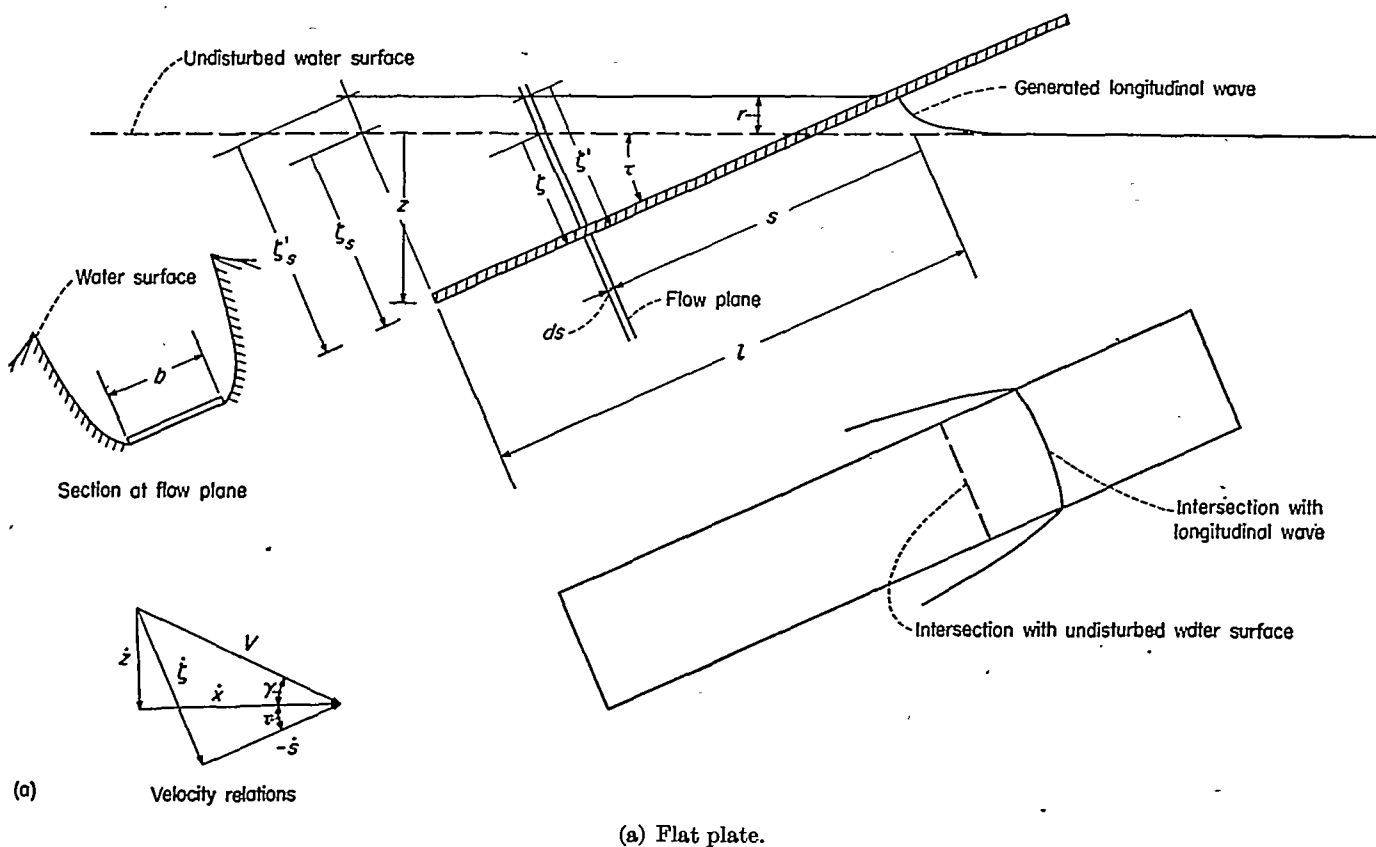 Undisturbed water surface
Generated longitudinal wave
r
τ
ζ'
ζ
z
s
ζs
ζ's
Water surface
Flow plane
ds
b
l
Section at flow plane
Intersection with
longitudinal wave
Intersection with undisturbed water surface
V
ż
ζ̇
γ
ẋ
τ
-ṡ
(a)
Velocity relations
(a) Flat plate.